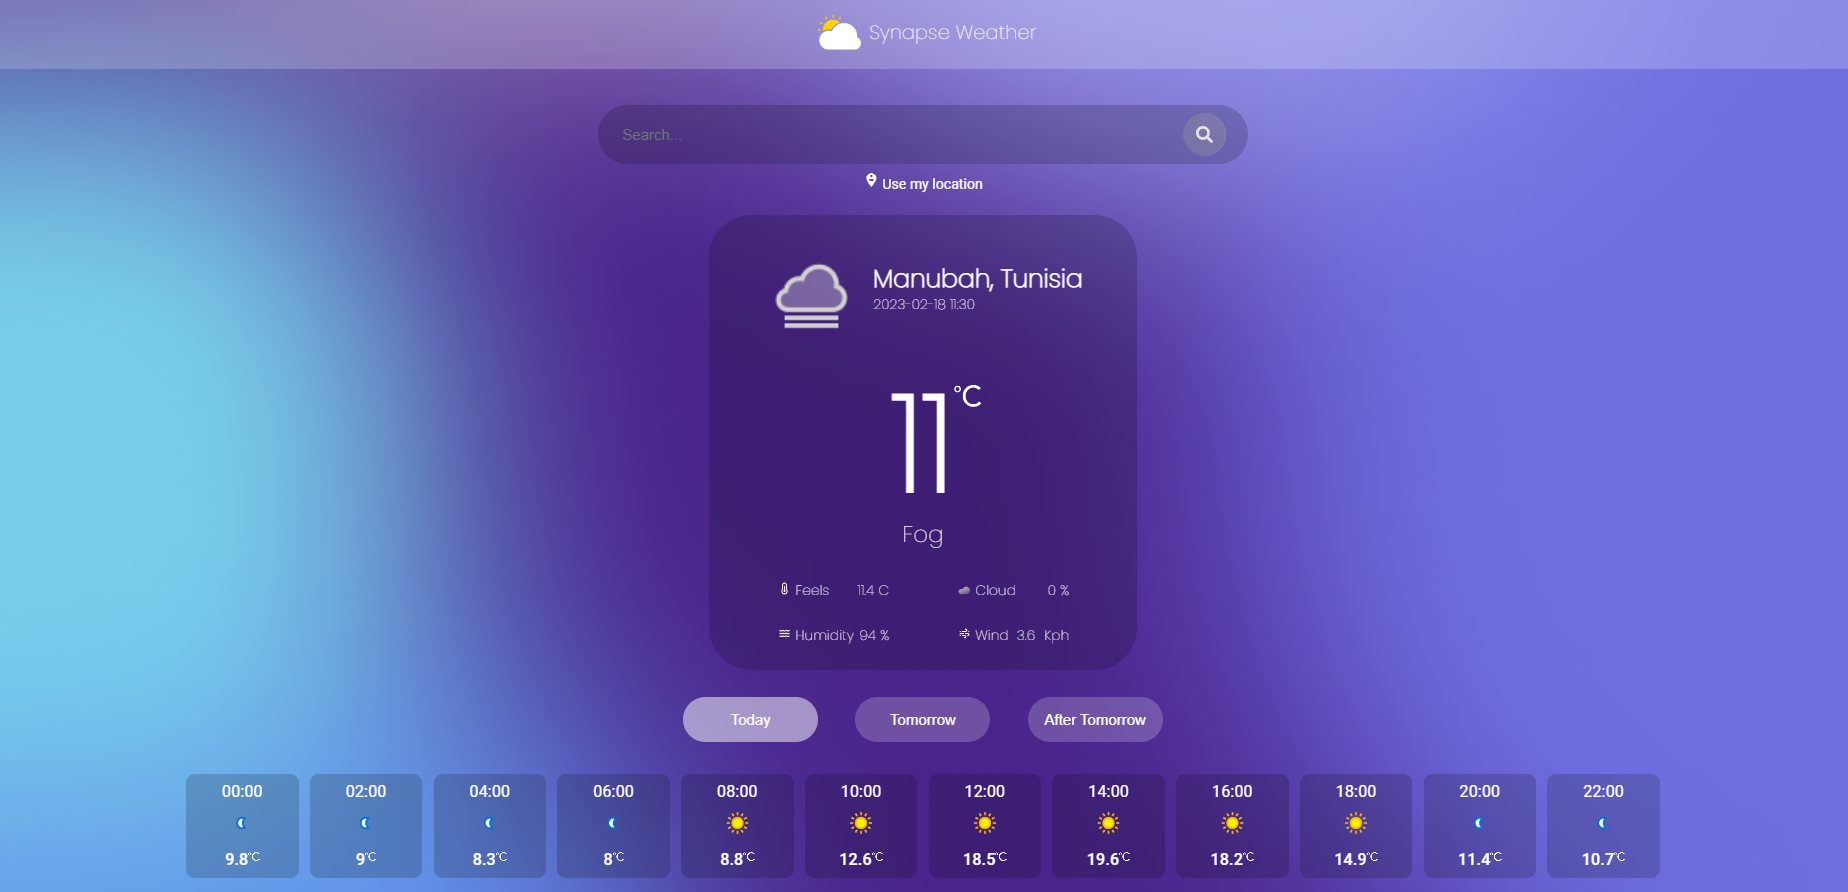 Synapse Weather
Search...
Use my location
Manubah, Tunisia
2023-02-18 11:30
11°C
Fog
Feels 11.4 C Cloud 0 %
Humidity 94 % Wind 3.6 Kph
Today Tomorrow After Tomorrow
00:00 02:00 04:00 06:00 08:00 10:00 12:00 14:00 16:00 18:00 20:00 22:00
9.8°C 9°C 8.3°C 8°C 8.8°C 12.6°C 18.5°C 19.6°C 18.2°C 14.9°C 11.4°C 10.7°C